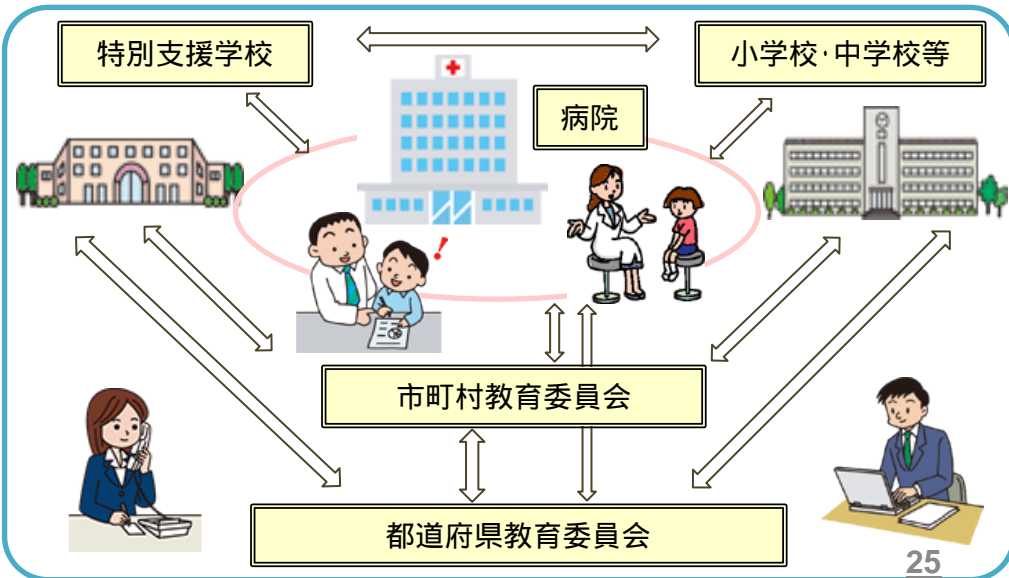 特別支援学校
小学校・中学校等
病院
!
市町村教育委員会
都道府県教育委員会
25